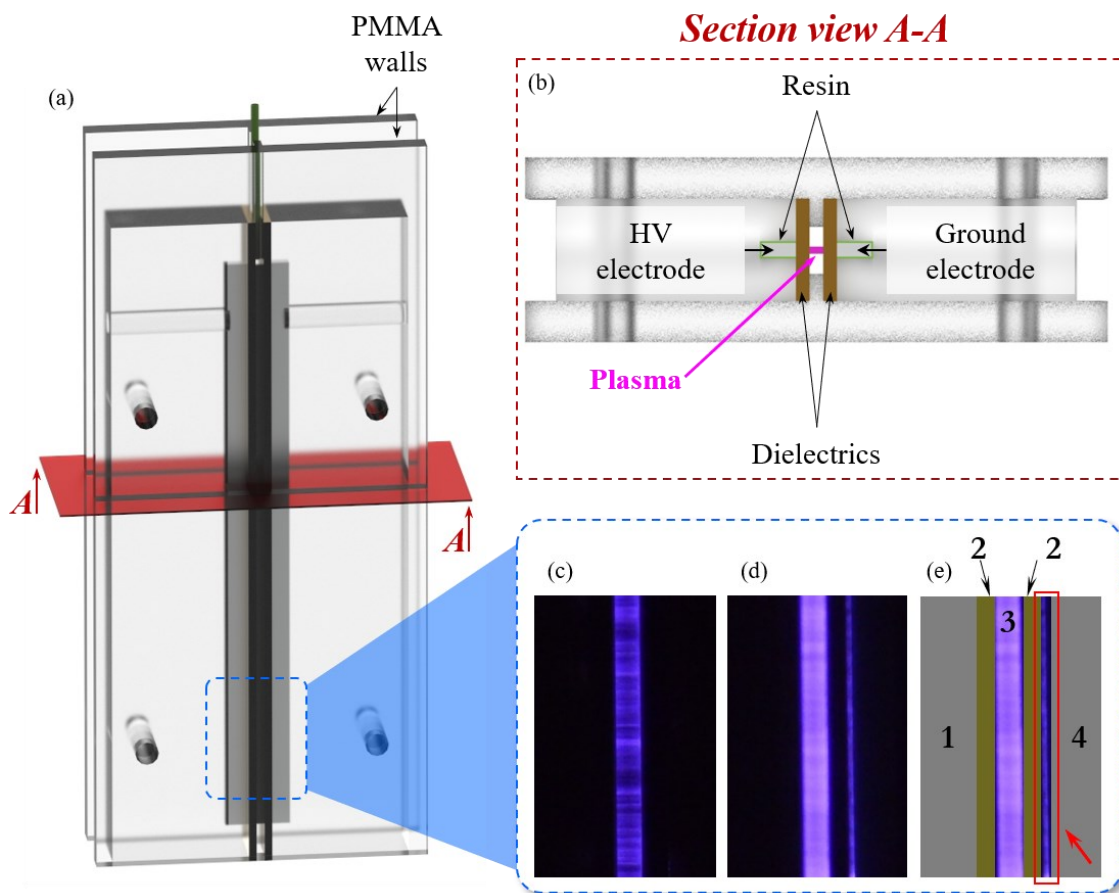 PMMA
walls
(a)
A
A
Section view A-A
(b)
Resin
HV
electrode
Ground
electrode
Plasma
Dielectrics
(c)
(d)
(e)
2
2
3
1
4